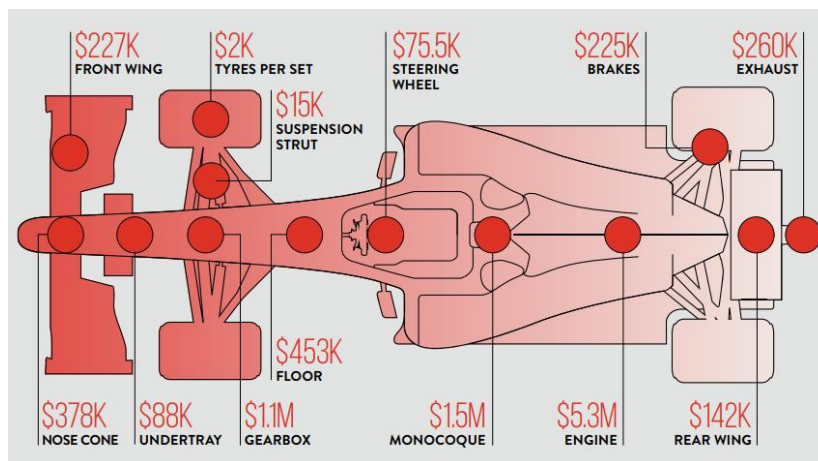 $227K
FRONT WING
$2K
TYRES PER SET
$15K
SUSPENSION
STRUT
$75.5K
STEERING
WHEEL
$225K
BRAKES
$260K
EXHAUST
$453K
FLOOR
$378K
NOSE CONE
$88K
UNDERTRAY
$1.1M
GEARBOX
$1.5M
MONOCOQUE
$5.3M
ENGINE
$142K
REAR WING